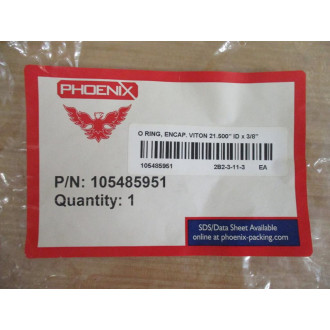 PHOENIX
O RING, ENCAP. VITON 21.500" ID x 3/8"
105485951 2B2-3-11-3 EA
P/N: 105485951
Quantity: 1
SDS/Data Sheet Available
online at phoenix-packing.com